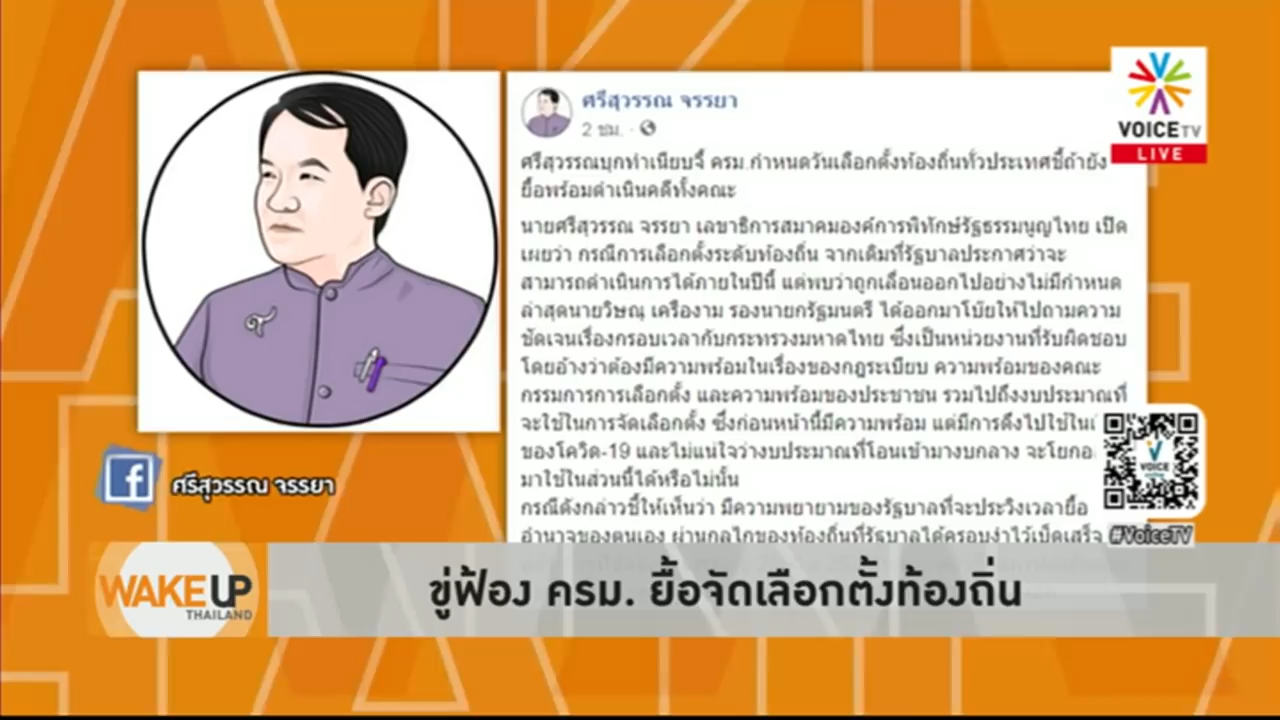 VOICE TV
LIVE
ศรีสุวรรณ จรรยา
2 ชม. ·
ศรีสุวรรณบุกทำเนียบจี้ ครม.กำหนดวันเลือกตั้งท้องถิ่นทั่วประเทศชี้ถ้ายัง
ยื้อพร้อมดำเนินคดีทั้งคณะ
นายศรีสุวรรณ จรรยา เลขาธิการสมาคมองค์การพิทักษ์รัฐธรรมนูญไทย เปิด
เผยว่า กรณีการเลือกตั้งระดับท้องถิ่น จากเดิมที่รัฐบาลประกาศว่าจะ
สามารถดำเนินการได้ภายในปีนี้ แต่พบว่าถูกเลื่อนออกไปอย่างไม่มีกำหนด
ล่าสุดนายวิษณุ เครืองาม รองนายกรัฐมนตรี ได้ออกมาโบ๊ยให้ไปถามความ
ชัดเจนเรื่องกรอบเวลากับกระทรวงมหาดไทย ซึ่งเป็นหน่วยงานที่รับผิดชอบ
โดยอ้างว่าต้องมีความพร้อมในเรื่องของกฎระเบียบ ความพร้อมของคณะ
กรรมการการเลือกตั้ง และความพร้อมของประชาชน รวมไปถึงงบประมาณที่
จะใช้ในการจัดเลือกตั้ง ซึ่งก่อนหน้านี้มีความพร้อม แต่มีการดึงไปใช้ใน
ของโควิด-19 และไม่แน่ใจว่างบประมาณที่โอนเข้ามางบกลาง จะโยกอ
มาใช้ในส่วนนี้ได้หรือไม่นั้น
กรณีดังกล่าวชี้ให้เห็นว่า มีความพยายามของรัฐบาลที่จะประวิงเวลายื้อ
อำนาจของตนเอง ผ่านกลไกของท้องถิ่นที่รัฐบาลได้ครอบงำไว้เบ็ดเสร็จ
ศรีสุวรรณ จรรยา
VOICE
#VoiceTV
WAKE UP
THAILAND
ขู่ฟ้อง ครม. ยื้อจัดเลือกตั้งท้องถิ่น